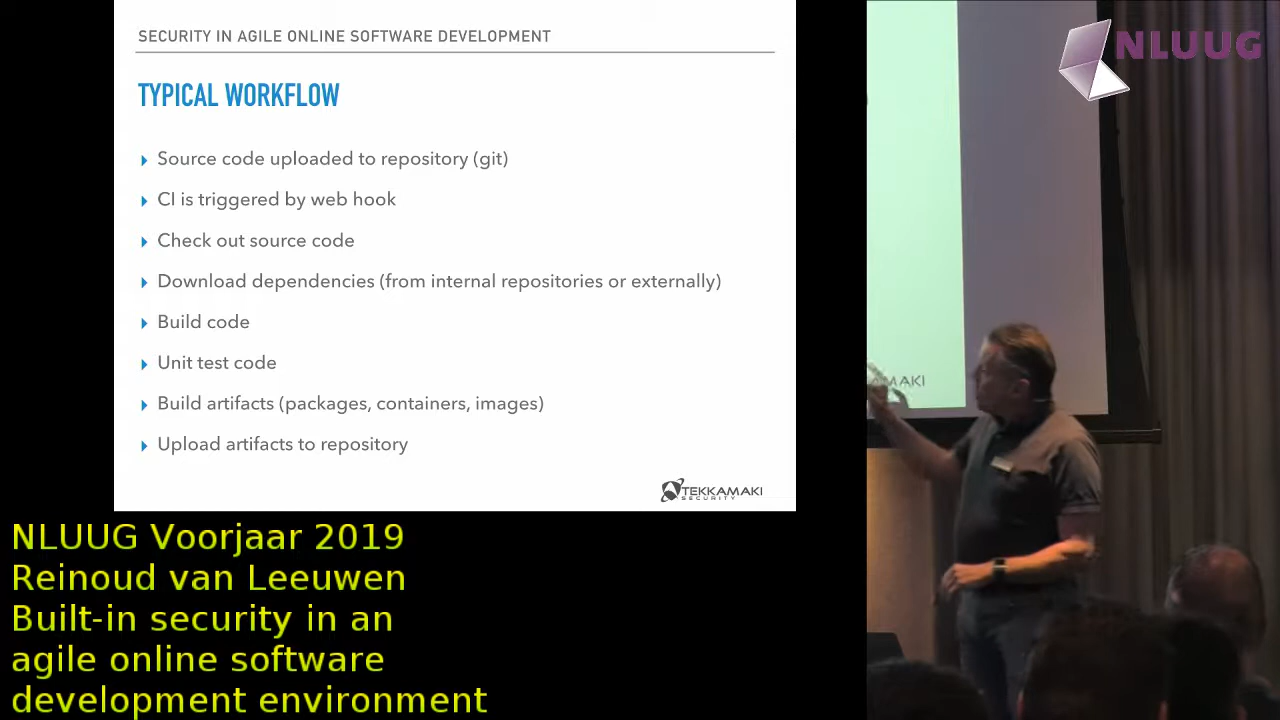 SECURITY IN AGILE ONLINE SOFTWARE DEVELOPMENT
TYPICAL WORKFLOW
Source code uploaded to repository (git)
CI is triggered by web hook
Check out source code
Download dependencies (from internal repositories or externally)
Build code
Unit test code
Build artifacts (packages, containers, images)
Upload artifacts to repository
TEKKAMAKI
SECURITY
NLUUG
AMAKI
NLUUG Voorjaar 2019
Reinoud van Leeuwen
Built-in security in an
agile online software
development environment